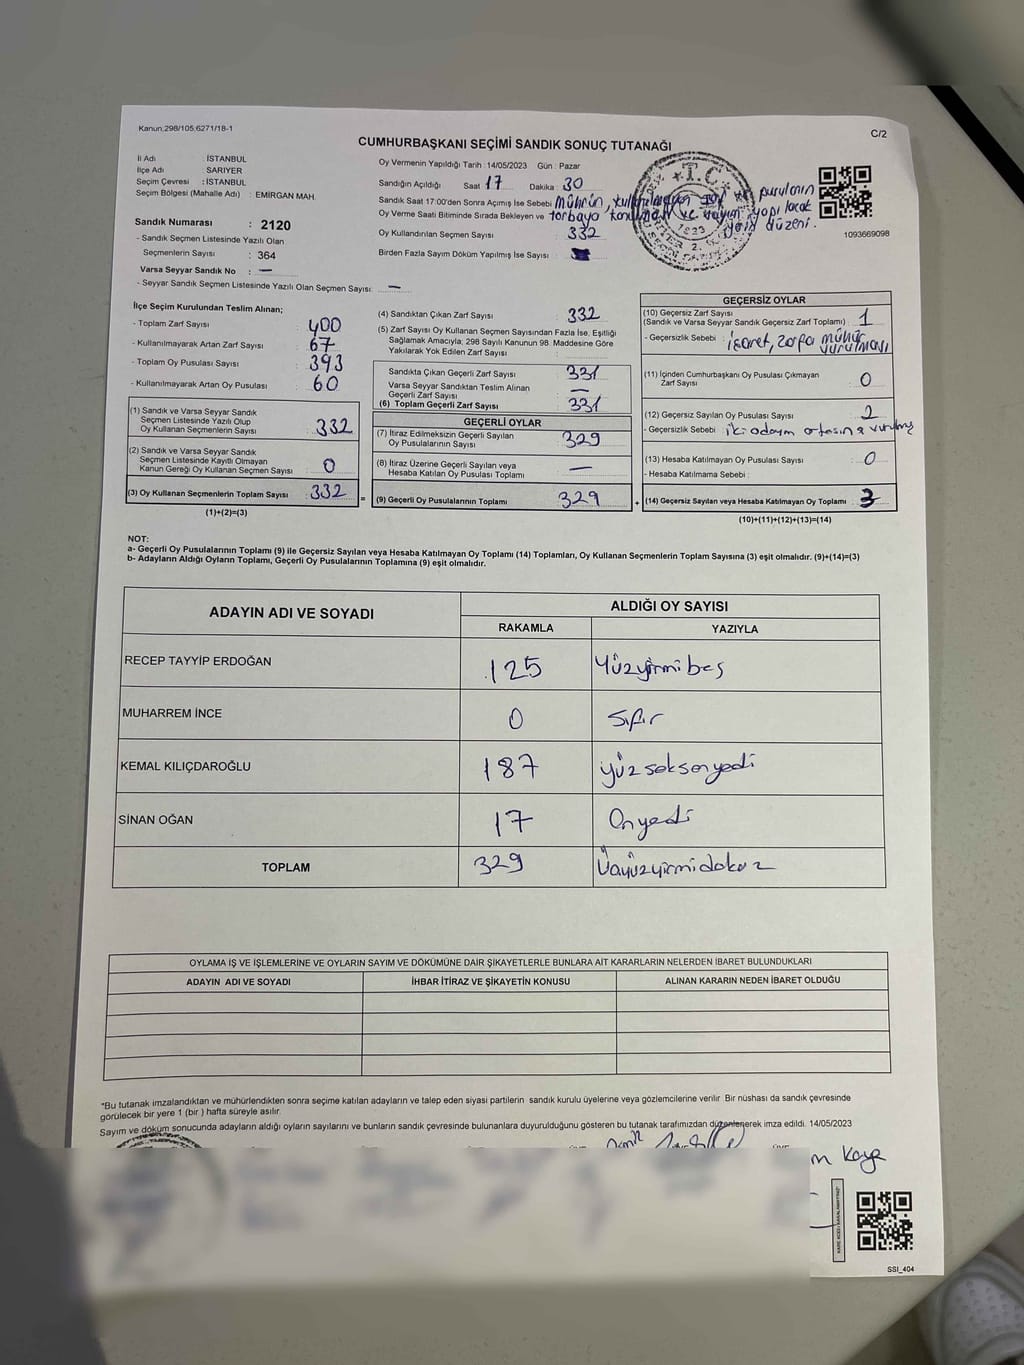 Kanun:298/105;6271/18-1
C/2
CUMHURBAŞKANI SEÇİMİ SANDIK SONUÇ TUTANAĞI
İl Adı : İSTANBUL
İlçe Adı : SARIYER
Seçim Çevresi : İSTANBUL
Seçim Bölgesi (Mahalle Adı) : EMİRGAN MAH.
Sandık Numarası : 2120
- Sandık Seçmen Listesinde Yazılı Olan
Seçmenlerin Sayısı : 364
Varsa Seyyar Sandık No : —
- Seyyar Sandık Seçmen Listesinde Yazılı Olan Seçmen Sayısı: —
Oy Vermenin Yapıldığı Tarih : 14/05/2023 Gün : Pazar
Sandığın Açıldığı Saat 17 Dakika : 30
Sandık Saat 17:00'den Sonra Açımış İse Sebebi Mührün, pusulanın
Oy Verme Saati Bitiminde Sırada Bekleyen ve torbaya ve sayım yapılacak
yerin düzeni.
Oy Kullandırılan Seçmen Sayısı : 332
Birden Fazla Sayım Döküm Yapılmış İse Sayısı :
T.C.
1923
1093669098
İlçe Seçim Kurulundan Teslim Alınan;
- Toplam Zarf Sayısı : 400
- Kullanılmayarak Artan Zarf Sayısı : 67
- Toplam Oy Pusulası Sayısı : 393
- Kullanılmayarak Artan Oy Pusulası : 60
(1) Sandık ve Varsa Seyyar Sandık
Seçmen Listesinde Yazılı Olup
Oy Kullanan Seçmenlerin Sayısı : 332
(2) Sandık ve Varsa Seyyar Sandık
Seçmen Listesinde Kayıtlı Olmayan
Kanun Gereği Oy Kullanan Seçmen Sayısı : 0
(3) Oy Kullanan Seçmenlerin Toplam Sayısı : 332
(1)+(2)=(3)
=
(4) Sandıktan Çıkan Zarf Sayısı : 332
(5) Zarf Sayısı Oy Kullanan Seçmen Sayısından Fazla İse, Eşitliği
Sağlamak Amacıyla; 298 Sayılı Kanunun 98. Maddesine Göre
Yakılarak Yok Edilen Zarf Sayısı :
Sandıkta Çıkan Geçerli Zarf Sayısı : 331
Varsa Seyyar Sandıktan Teslim Alınan
Geçerli Zarf Sayısı : —
(6) Toplam Geçerli Zarf Sayısı : 331
GEÇERLİ OYLAR
(7) İtiraz Edilmeksizin Geçerli Sayılan
Oy Pusulalarının Sayısı : 329
(8) İtiraz Üzerine Geçerli Sayılan veya
Hesaba Katılan Oy Pusulası Toplamı : —
(9) Geçerli Oy Pusulalarının Toplamı : 329
+
GEÇERSİZ OYLAR
(10) Geçersiz Zarf Sayısı : 1
(Sandık ve Varsa Seyyar Sandık Geçersiz Zarf Toplamı)
- Geçersizlik Sebebi : işaret, zarfa mühür
vurulması
(11) İçinden Cumhurbaşkanı Oy Pusulası Çıkmayan
Zarf Sayısı : 0
(12) Geçersiz Sayılan Oy Pusulası Sayısı : 2
- Geçersizlik Sebebi : iki adayın ortasına vurulmuş
(13) Hesaba Katılmayan Oy Pusulası Sayısı : 0
- Hesaba Katılmama Sebebi :
(14) Geçersiz Sayılan veya Hesaba Katılmayan Oy Toplamı : 3
(10)+(11)+(12)+(13)=(14)
NOT:
a- Geçerli Oy Pusulalarının Toplamı (9) ile Geçersiz Sayılan veya Hesaba Katılmayan Oy Toplamı (14) Toplamları, Oy Kullanan Seçmenlerin Toplam Sayısına (3) eşit olmalıdır. (9)+(14)=(3)
b- Adayların Aldığı Oyların Toplamı, Geçerli Oy Pusulalarının Toplamına (9) eşit olmalıdır.
ADAYIN ADI VE SOYADI
ALDIĞI OY SAYISI
RAKAMLA YAZIYLA
RECEP TAYYİP ERDOĞAN 125 Yüzyirmibeş
MUHARREM İNCE 0 Sıfır
KEMAL KILIÇDAROĞLU 187 Yüzseksenyedi
SİNAN OĞAN 17 Onyedi
TOPLAM 329 Üçyüzyirmidokuz
OYLAMA İŞ VE İŞLEMLERİNE VE OYLARIN SAYIM VE DÖKÜMÜNE DAİR ŞİKAYETLERLE BUNLARA AİT KARARLARIN NELERDEN İBARET BULUNDUKLARI
ADAYIN ADI VE SOYADI İHBAR İTİRAZ VE ŞİKAYETİN KONUSU ALINAN KARARIN NEDEN İBARET OLDUĞU
*Bu tutanak imzalandıktan ve mühürlendikten sonra seçime katılan adayların ve talep eden siyasi partilerin sandık kurulu üyelerine veya gözlemcilerine verilir. Bir nüshası da sandık çevresinde
görülecek bir yere 1 (bir ) hafta süreyle asılır.
Sayım ve döküm sonucunda adayların aldığı oyların sayılarını ve bunların sandık çevresinde bulunanlara duyurulduğunu gösteren bu tutanak tarafımızdan düzenlenerek imza edildi. 14/05/2023
m Kaya
SSI_404